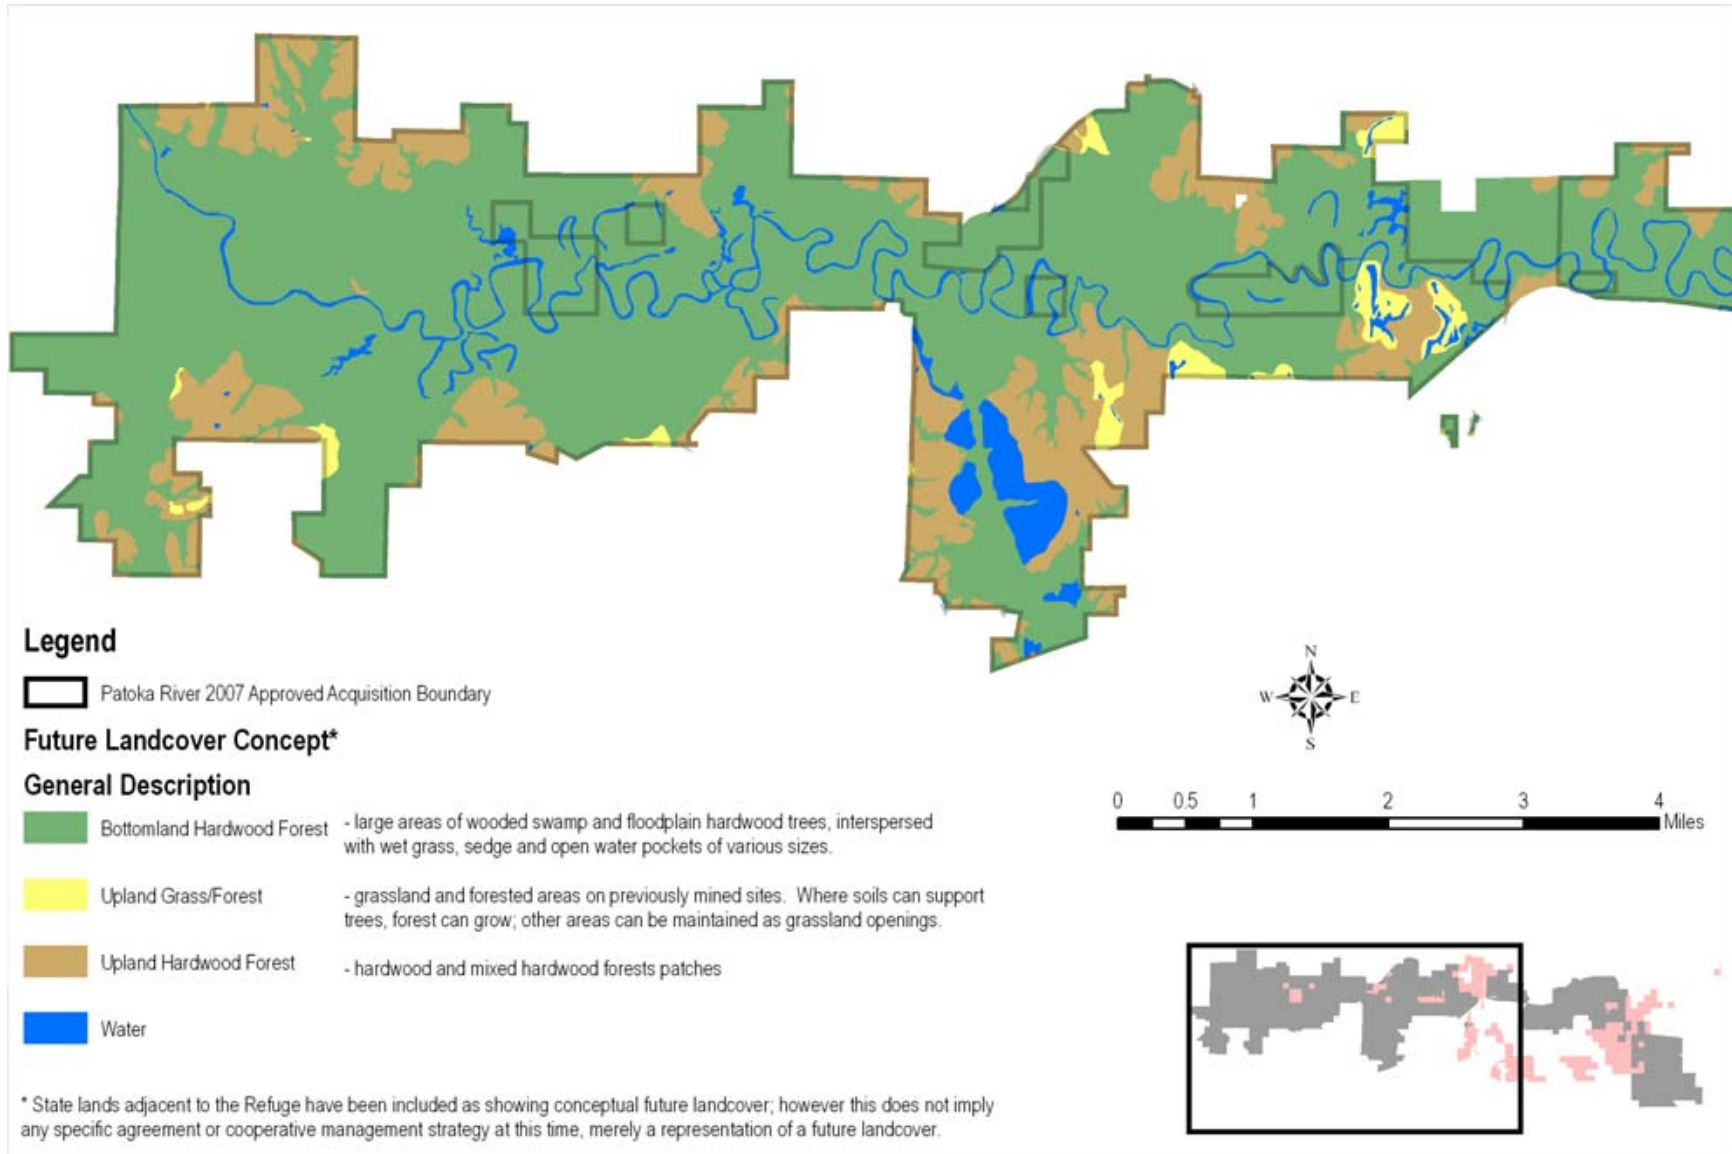 Legend
Patoka River 2007 Approved Acquisition Boundary
Future Landcover Concept*
General Description
Bottomland Hardwood Forest - large areas of wooded swamp and floodplain hardwood trees, interspersed
with wet grass, sedge and open water pockets of various sizes.
Upland Grass/Forest - grassland and forested areas on previously mined sites. Where soils can support
trees, forest can grow; other areas can be maintained as grassland openings.
Upland Hardwood Forest - hardwood and mixed hardwood forests patches
Water
* State lands adjacent to the Refuge have been included as showing conceptual future landcover; however this does not imply
any specific agreement or cooperative management strategy at this time, merely a representation of a future landcover.
N
W E
S
0 0.5 1 2 3 4
Miles